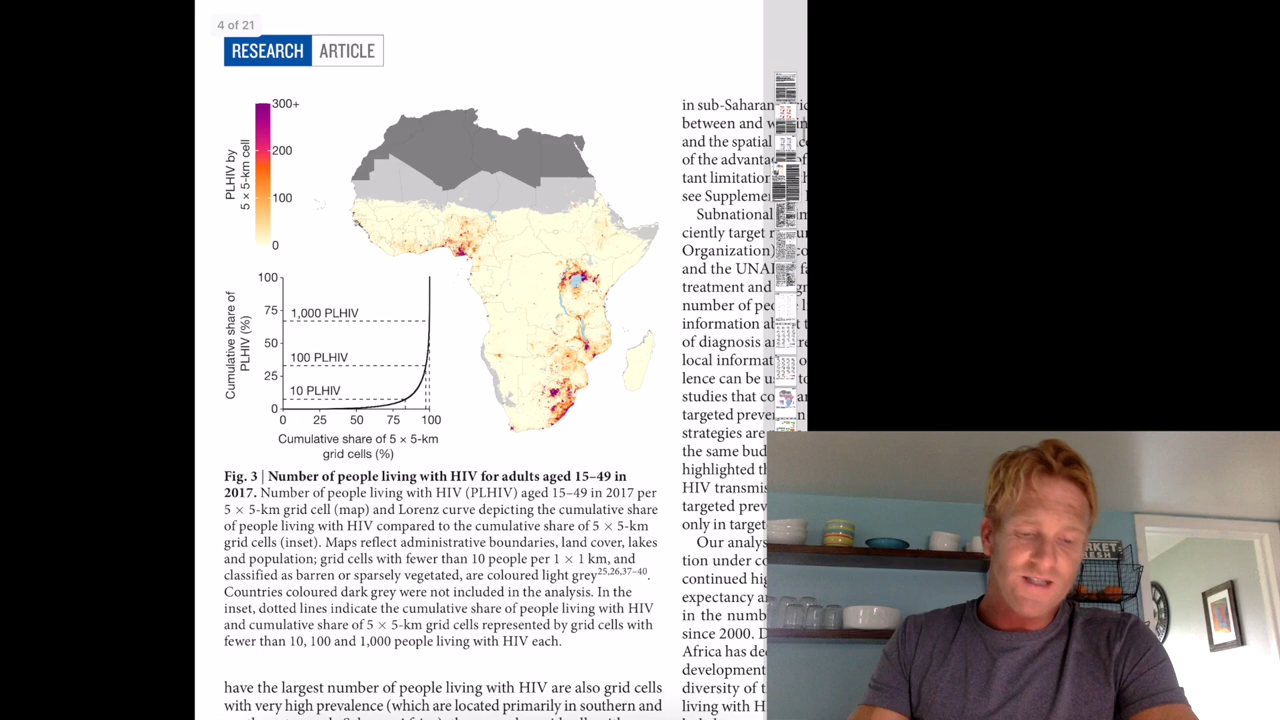 4 of 21
RESEARCH ARTICLE
300+
200
100
0
PLHIV by
5 × 5-km cell
100
75
50
25
0
1,000 PLHIV
100 PLHIV
10 PLHIV
Cumulative share of
PLHIV (%)
0 25 50 75 100
Cumulative share of 5 × 5-km
grid cells (%)
Fig. 3 | Number of people living with HIV for adults aged 15–49 in
2017. Number of people living with HIV (PLHIV) aged 15–49 in 2017 per
5 × 5-km grid cell (map) and Lorenz curve depicting the cumulative share
of people living with HIV compared to the cumulative share of 5 × 5-km
grid cells (inset). Maps reflect administrative boundaries, land cover, lakes
and population; grid cells with fewer than 10 people per 1 × 1 km, and
classified as barren or sparsely vegetated, are coloured light grey25,26,37–40.
Countries coloured dark grey were not included in the analysis. In the
inset, dotted lines indicate the cumulative share of people living with HIV
and cumulative share of 5 × 5-km grid cells represented by grid cells with
fewer than 10, 100 and 1,000 people living with HIV each.
have the largest number of people living with HIV are also grid cells
with very high prevalence (which are located primarily in southern and
in sub-Saharan
between and
and the spatial
of the
tant limitation
see
Subnational
ciently target
Organization)
and the
treatment and
number of
information
of diagnosis
local
lence can be
studies that
targeted
strategies are
the same bud
highlighted th
HIV transmis
targeted prev
only in target
Our analys
tion under co
continued hig
expectancy a
in the numb
since 2000. D
Africa has de
development
diversity of t
living with H
MARKET
FRESH